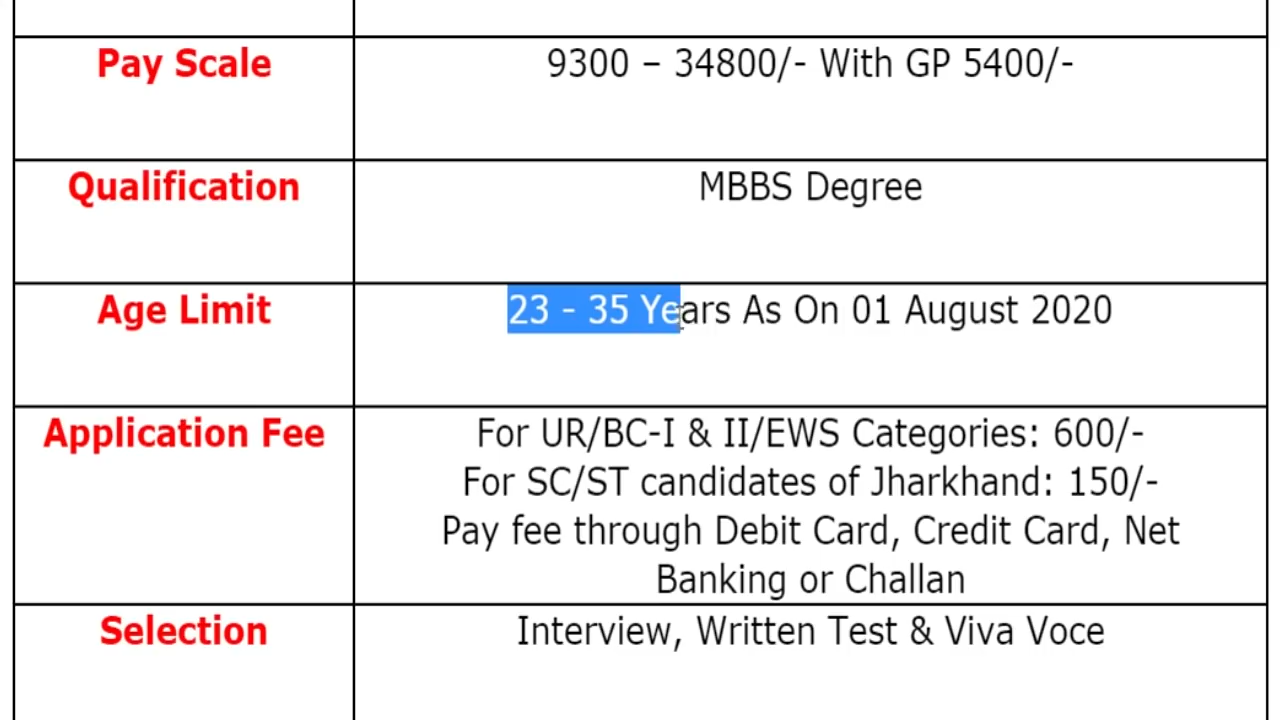 Pay Scale
9300 – 34800/- With GP 5400/-
Qualification
MBBS Degree
Age Limit
23 - 35 Years As On 01 August 2020
Application Fee
For UR/BC-I & II/EWS Categories: 600/-
For SC/ST candidates of Jharkhand: 150/-
Pay fee through Debit Card, Credit Card, Net
Banking or Challan
Selection
Interview, Written Test & Viva Voce